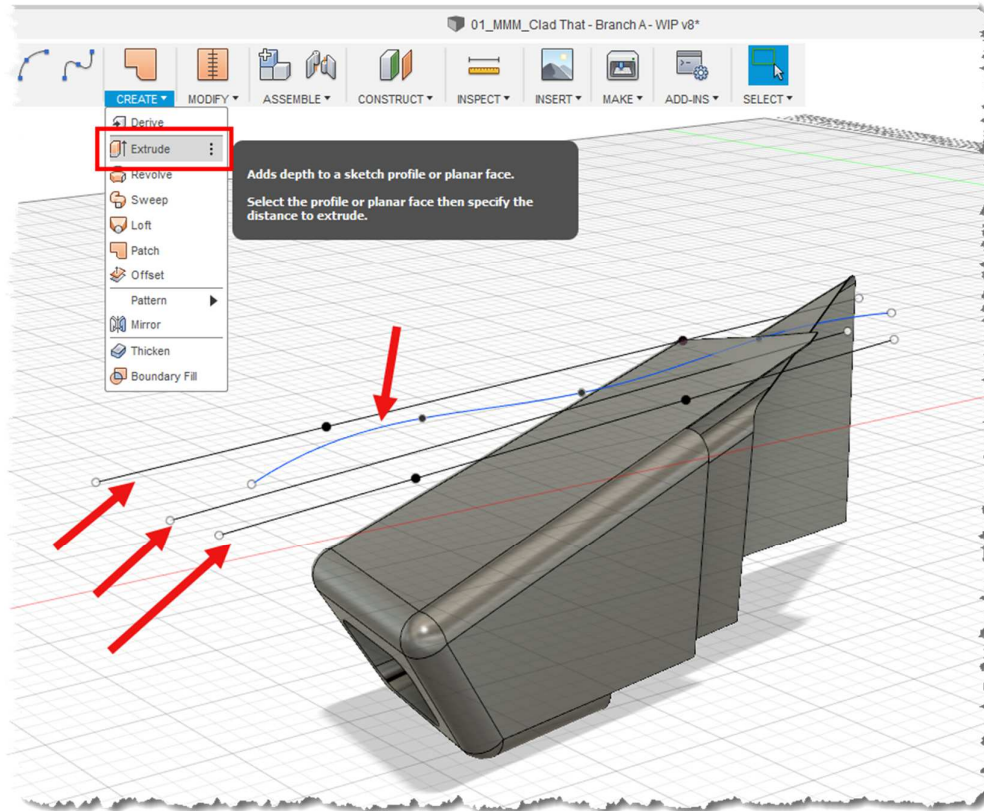 01_MMM_Clad That - Branch A - WIP v8*
CREATE ▾ MODIFY ▾ ASSEMBLE ▾ CONSTRUCT ▾ INSPECT ▾ INSERT ▾ MAKE ▾ ADD-INS ▾ SELECT ▾
Derive
Extrude
Revolve
Sweep
Loft
Patch
Offset
Pattern
Mirror
Thicken
Boundary Fill
Adds depth to a sketch profile or planar face.
Select the profile or planar face then specify the
distance to extrude.